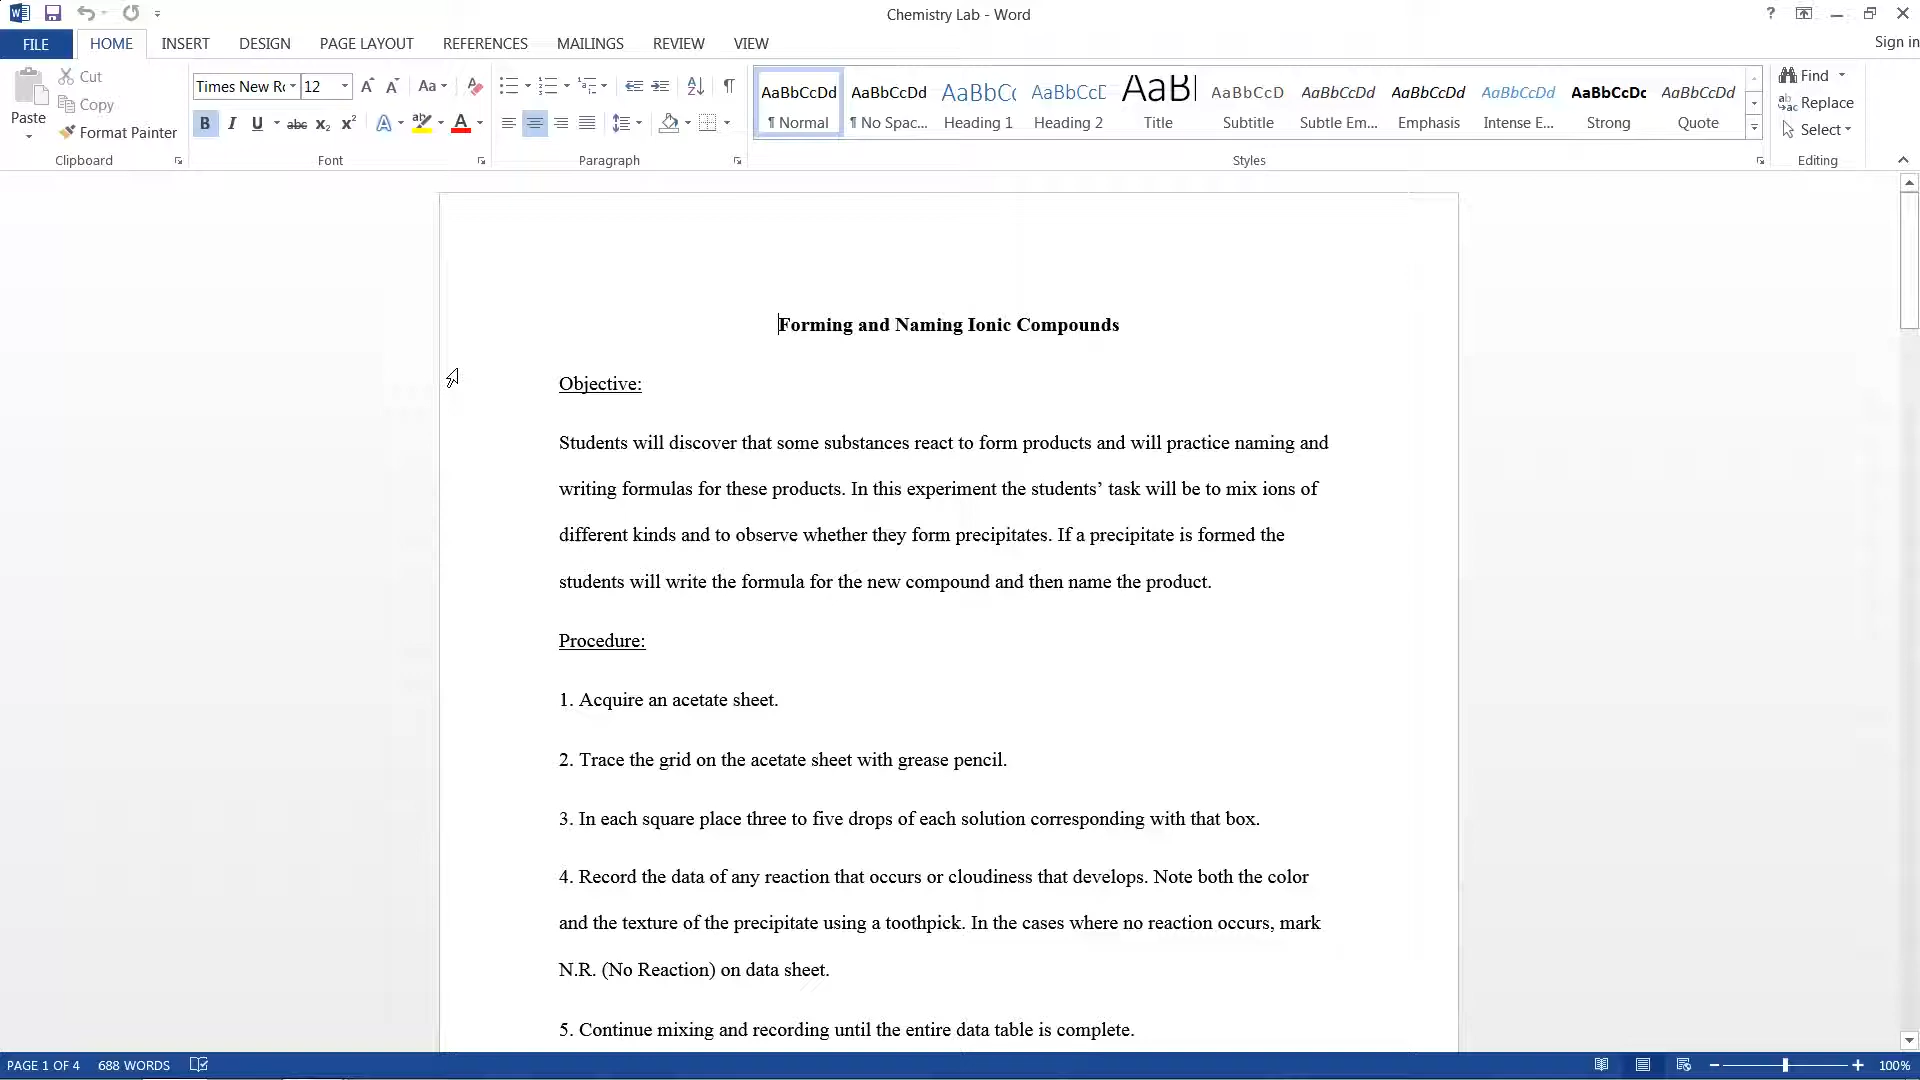 Chemistry Lab - Word
?
FILE HOME INSERT DESIGN PAGE LAYOUT REFERENCES MAILINGS REVIEW VIEW
Sign in
Paste
Cut
Copy
Format Painter
Clipboard
Times New Ro 12 Aa
B I U abc x₂ x² A ab A
Font
Paragraph
AaBbCcDd AaBbCcDd AaBbCc AaBbCcD AaBl AaBbCcD AaBbCcDd AaBbCcDd AaBbCcDd AaBbCcDc AaBbCcDd
¶ Normal ¶ No Spac... Heading 1 Heading 2 Title Subtitle Subtle Em... Emphasis Intense E... Strong Quote
Styles
Find
Replace
Select
Editing
Forming and Naming Ionic Compounds
Objective:
Students will discover that some substances react to form products and will practice naming and
writing formulas for these products. In this experiment the students’ task will be to mix ions of
different kinds and to observe whether they form precipitates. If a precipitate is formed the
students will write the formula for the new compound and then name the product.
Procedure:
1. Acquire an acetate sheet.
2. Trace the grid on the acetate sheet with grease pencil.
3. In each square place three to five drops of each solution corresponding with that box.
4. Record the data of any reaction that occurs or cloudiness that develops. Note both the color
and the texture of the precipitate using a toothpick. In the cases where no reaction occurs, mark
N.R. (No Reaction) on data sheet.
5. Continue mixing and recording until the entire data table is complete.
PAGE 1 OF 4 688 WORDS
100%